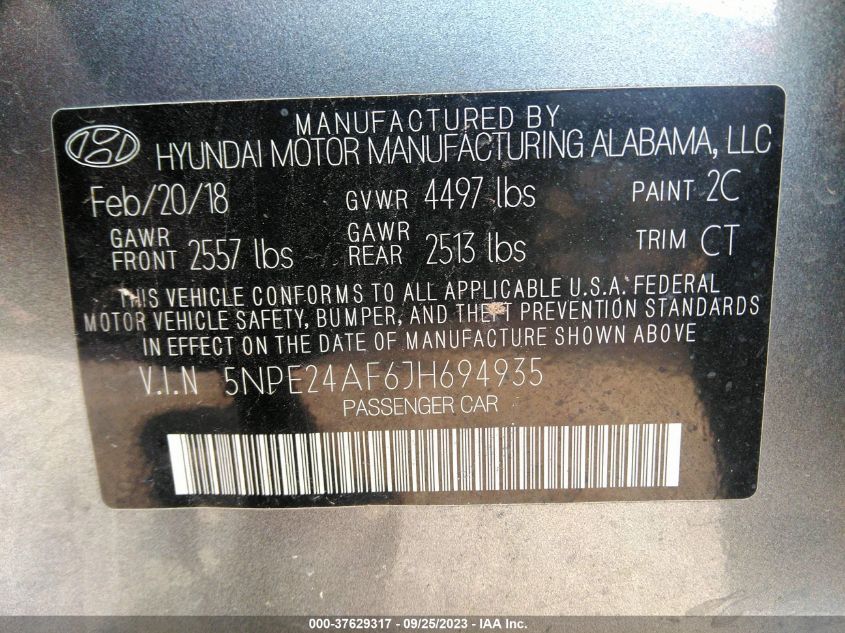 MANUFACTURED BY
HYUNDAI MOTOR MANUFACTURING ALABAMA, LLC
Feb/20/18 GVWR 4497 lbs PAINT 2C
GAWR FRONT 2557 lbs GAWR REAR 2513 lbs TRIM CT
THIS VEHICLE CONFORMS TO ALL APPLICABLE U.S.A. FEDERAL
MOTOR VEHICLE SAFETY, BUMPER, AND THEFT PREVENTION STANDARDS
IN EFFECT ON THE DATE OF MANUFACTURE SHOWN ABOVE
V.I.N 5NPE24AF6JH694935
PASSENGER CAR
000-37629317 - 09/25/2023 - IAA Inc.